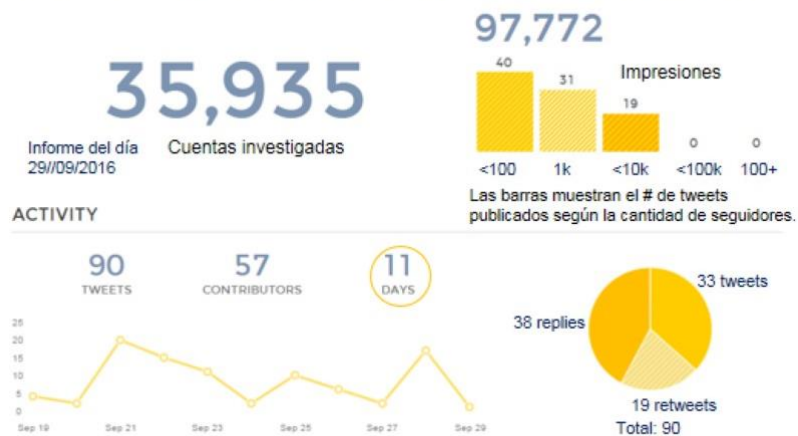 35,935
Informe del día
29//09/2016
Cuentas investigadas
97,772
Impresiones
40
31
19
0
0
<100
1k
<10k
<100k
100+
Las barras muestran el # de tweets
publicados según la cantidad de seguidores.
ACTIVITY
90
TWEETS
57
CONTRIBUTORS
11
DAYS
25
20
15
10
5
0
Sep 19
Sep 21
Sep 23
Sep 25
Sep 27
Sep 29
33 tweets
38 replies
19 retweets
Total: 90